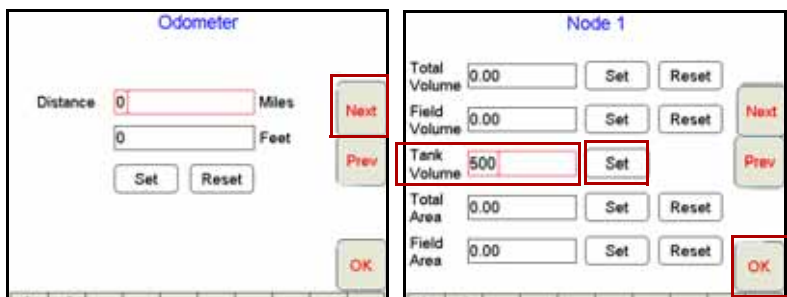 Odometer
Distance 0 Miles
Next
0 Feet
Prev
Set Reset
OK
Node 1
Total Volume 0.00 Set Reset
Field Volume 0.00 Set Reset
Next
Tank Volume 500 Set
Prev
Total Area 0.00 Set Reset
Field Area 0.00 Set Reset
OK